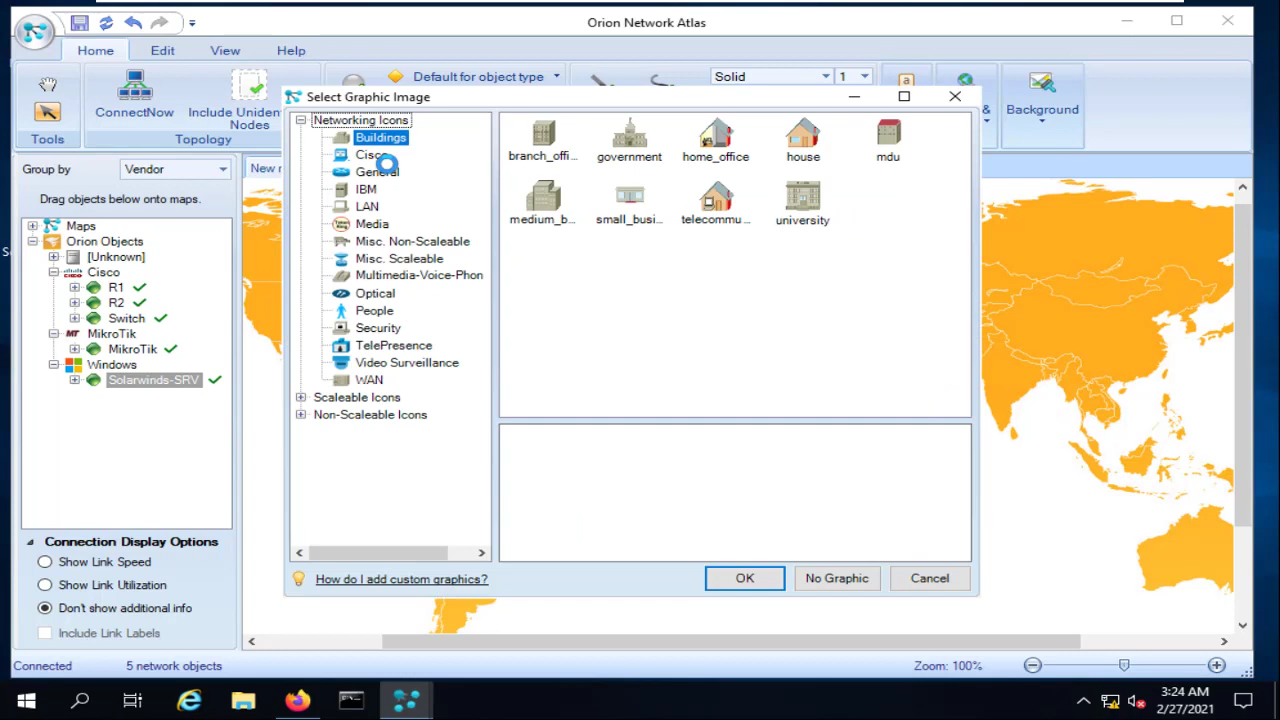 Orion Network Atlas
Home
Edit
View
Help
Default for object type
Solid
1
ConnectNow
Include Uniden
Nodes
Background
Tools
Topology
&
Select Graphic Image
Networking Icons
Buildings
Cisco
General
IBM
LAN
Media
Misc. Non-Scaleable
Misc. Scaleable
Multimedia-Voice-Phon
Optical
People
Security
TelePresence
Video Surveillance
WAN
Scaleable Icons
Non-Scaleable Icons
branch_offi...
government
home_office
house
mdu
medium_b...
small_busi...
telecommu...
university
How do I add custom graphics?
OK
No Graphic
Cancel
Group by
Vendor
New
Drag objects below onto maps.
Maps
Orion Objects
[Unknown]
Cisco
R1
R2
Switch
MT
MikroTik
MikroTik
Windows
Solarwinds-SRV
Connection Display Options
Show Link Speed
Show Link Utilization
Don't show additional info
Include Link Labels
Connected
5 network objects
Zoom: 100%
3:24 AM
2/27/2021